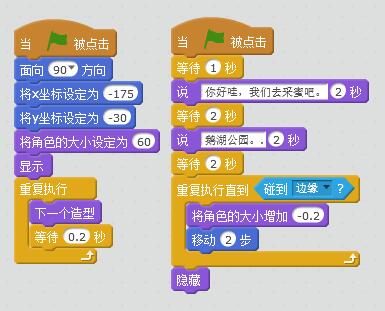 当 被点击
面向 90 方向
将x坐标设定为 -175
将y坐标设定为 -30
将角色的大小设定为 60
显示
重复执行
下一个造型
等待 0.2 秒
当 被点击
等待 1 秒
说 你好哇，我们去采蜜吧。 2 秒
等待 2 秒
说 鹅湖公园。. 2 秒
等待 2 秒
重复执行直到 碰到 边缘 ?
将角色的大小增加 -0.2
移动 2 步
隐藏